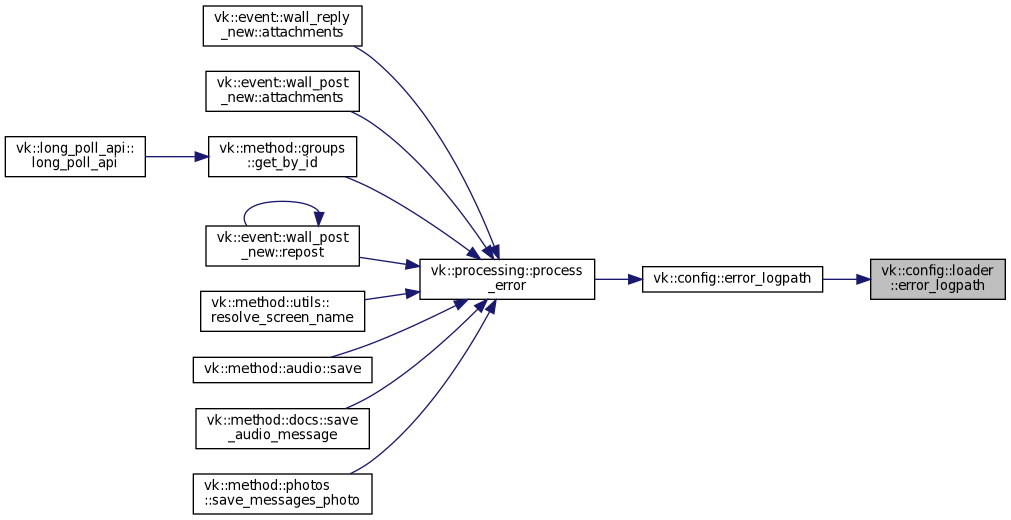 vk::event::wall_reply
_new::attachments
vk::event::wall_post
_new::attachments
vk::long_poll_api::
long_poll_api
vk::method::groups
::get_by_id
vk::event::wall_post
_new::repost
vk::processing::process
_error
vk::config::error_logpath
vk::config::loader
::error_logpath
vk::method::utils::
resolve_screen_name
vk::method::audio::save
vk::method::docs::save
_audio_message
vk::method::photos
::save_messages_photo